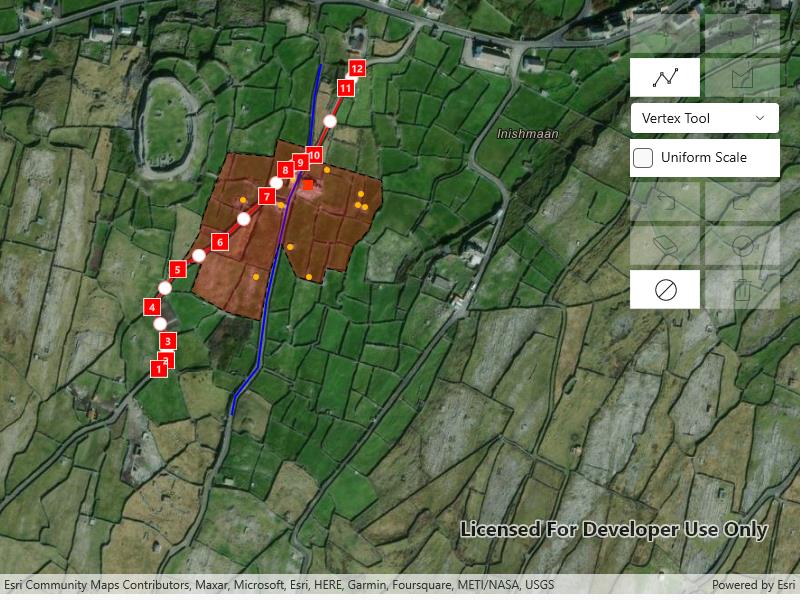 12
11
Inishmaan
Vertex Tool
Uniform Scale
10
9
8
7
6
5
4
3
2
1
Licensed For Developer Use Only
Esri Community Maps Contributors, Maxar, Microsoft, Esri, HERE, Garmin, Foursquare, METI/NASA, USGS
Powered by Esri